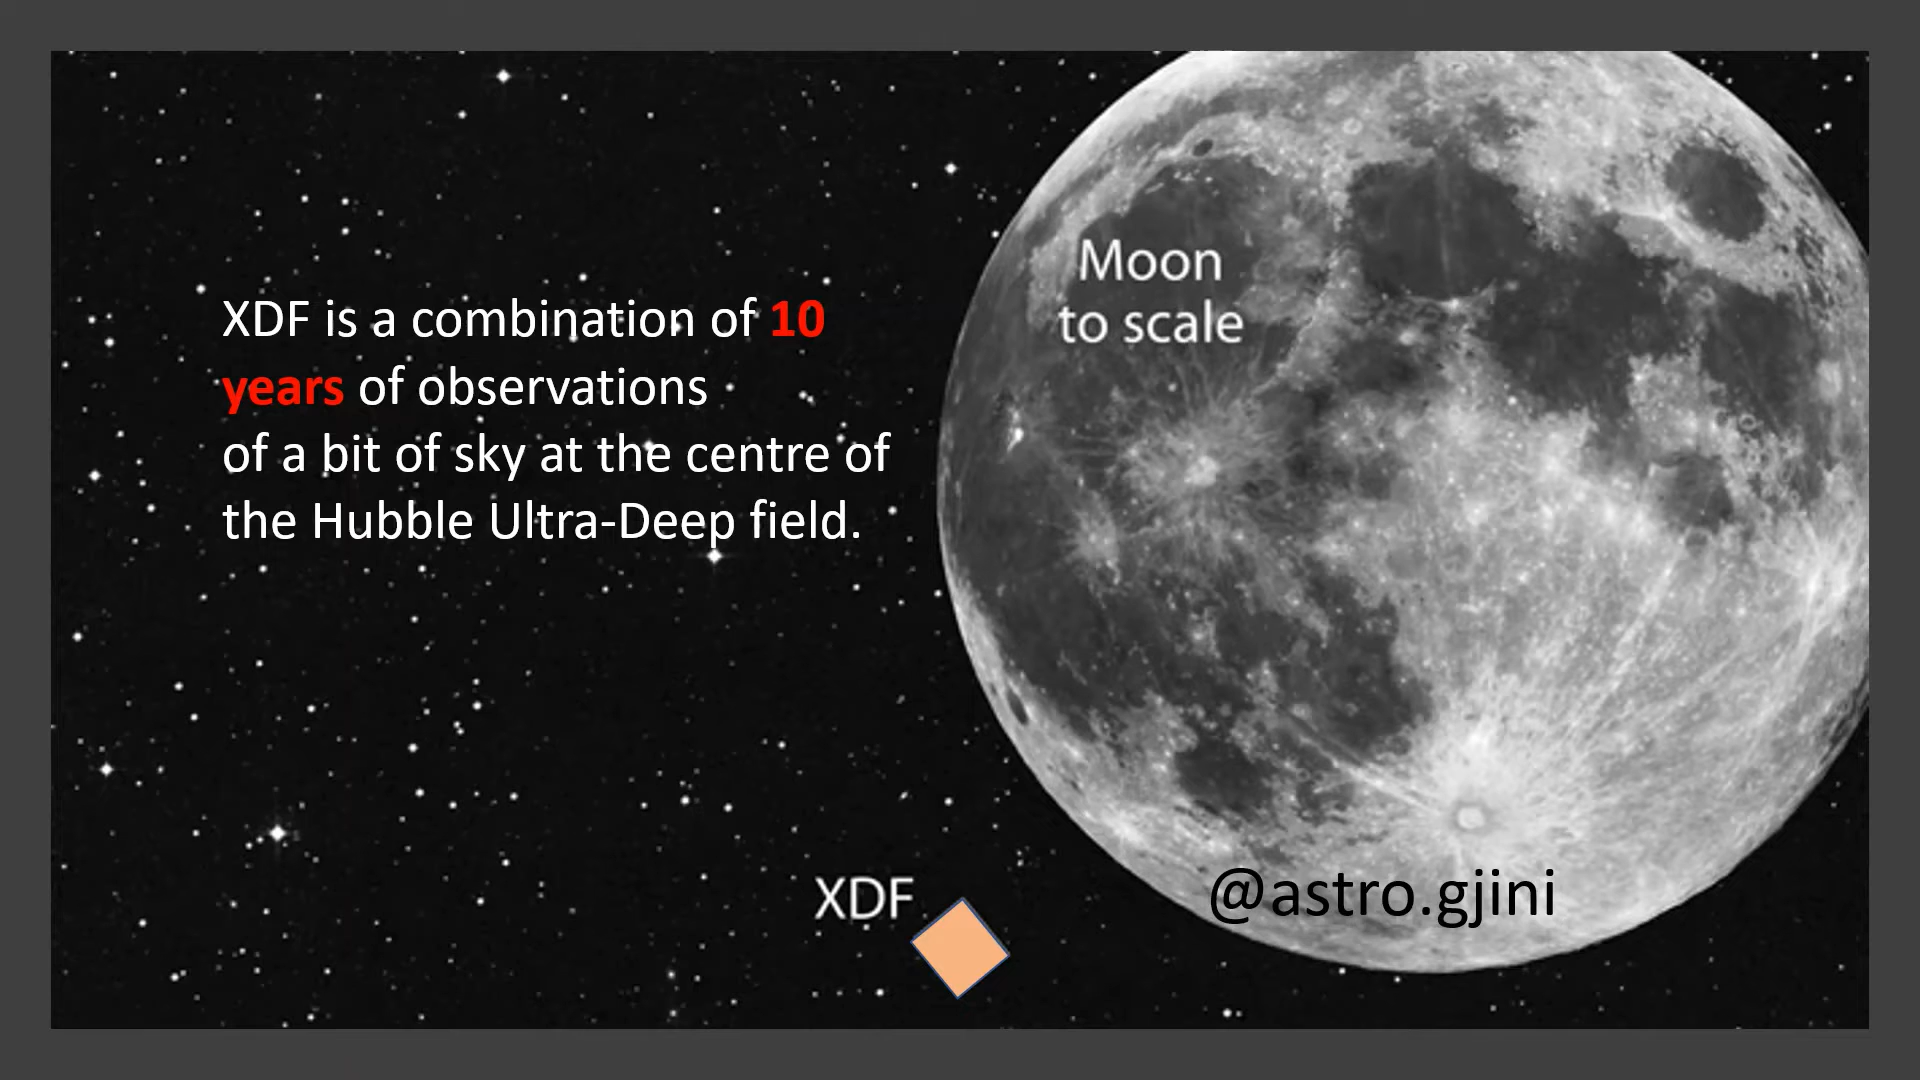 XDF is a combination of 10
years of observations
of a bit of sky at the centre of
the Hubble Ultra-Deep field.
Moon
to scale
XDF
@astro.gjini